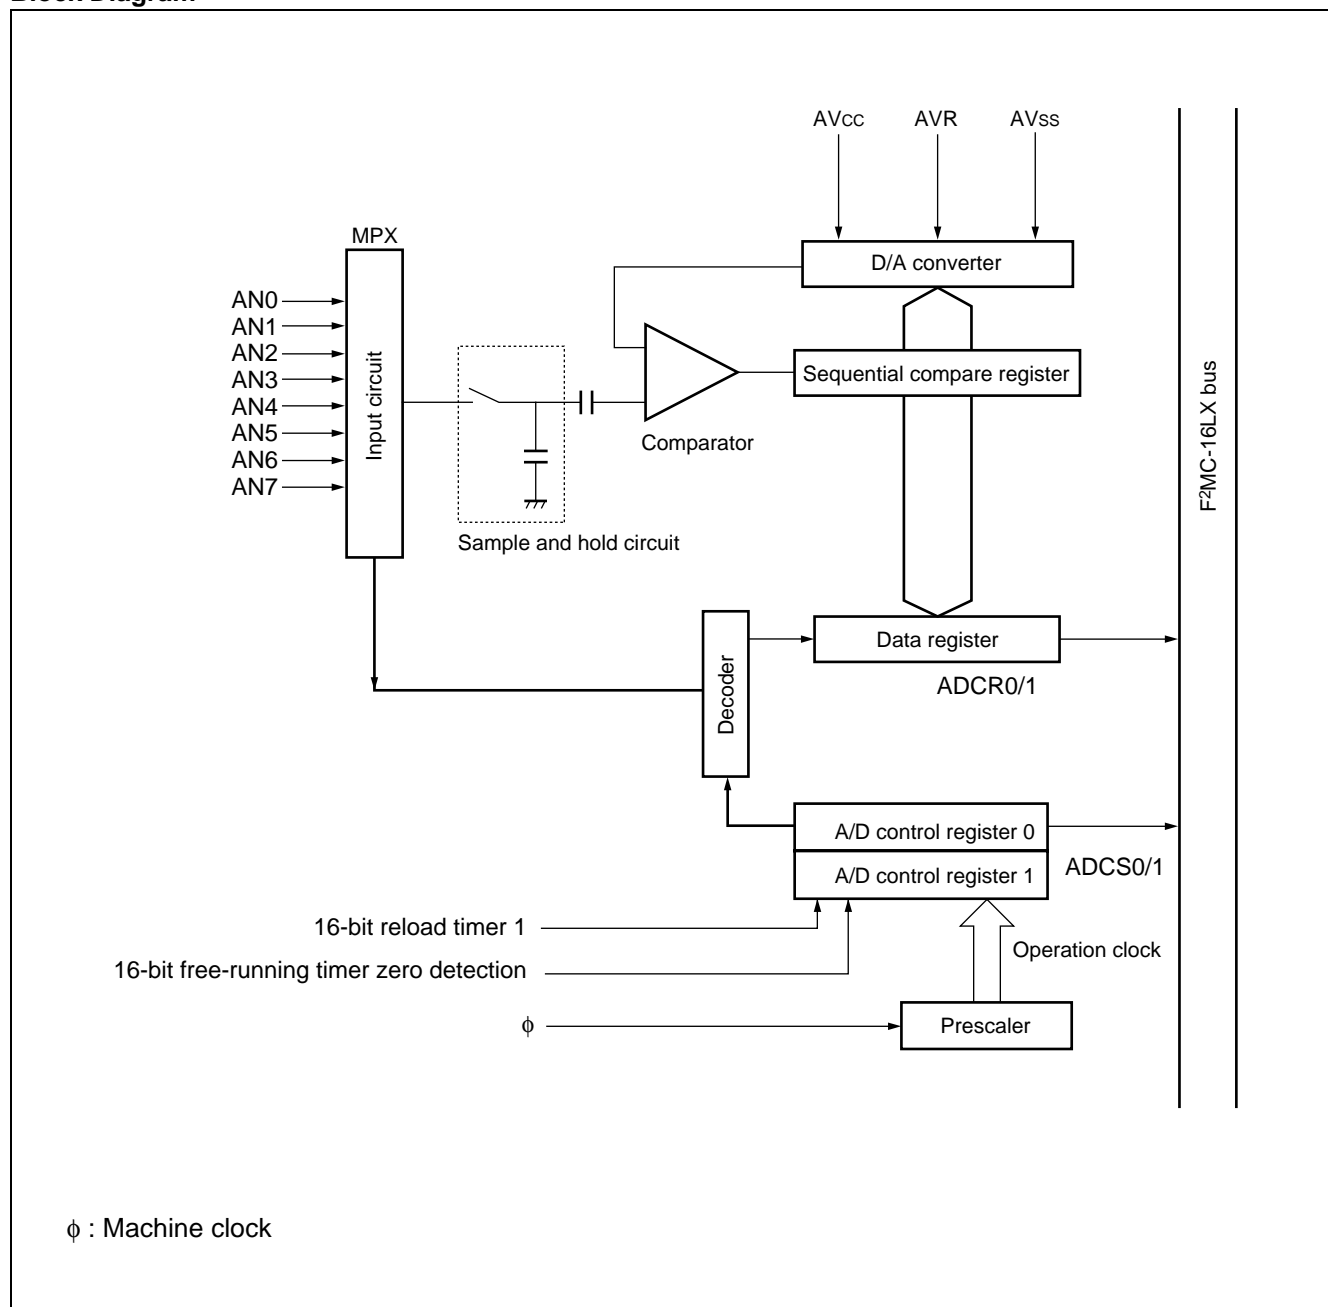 Block Diagram
AVCC AVR AVSS
MPX
D/A converter
AN0
AN1
AN2
AN3
AN4
AN5
AN6
AN7
Input circuit
Sequential compare register
Comparator
Sample and hold circuit
F²MC-16LX bus
Data register
ADCR0/1
Decoder
A/D control register 0
A/D control register 1
ADCS0/1
16-bit reload timer 1
Operation clock
16-bit free-running timer zero detection
ϕ
Prescaler
ϕ : Machine clock